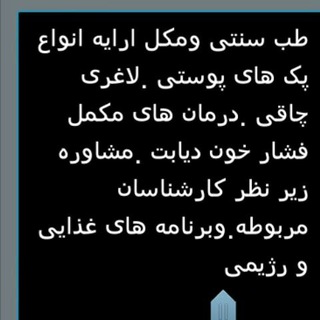 طب سنتی ومکل ارایه انواع
پک های پوستی .لاغری
چاقی .درمان های مکمل
فشار خون دیابت .مشاوره
زیر نظر کارشناسان
مربوطه.وبرنامه های غذایی
و رژیمی